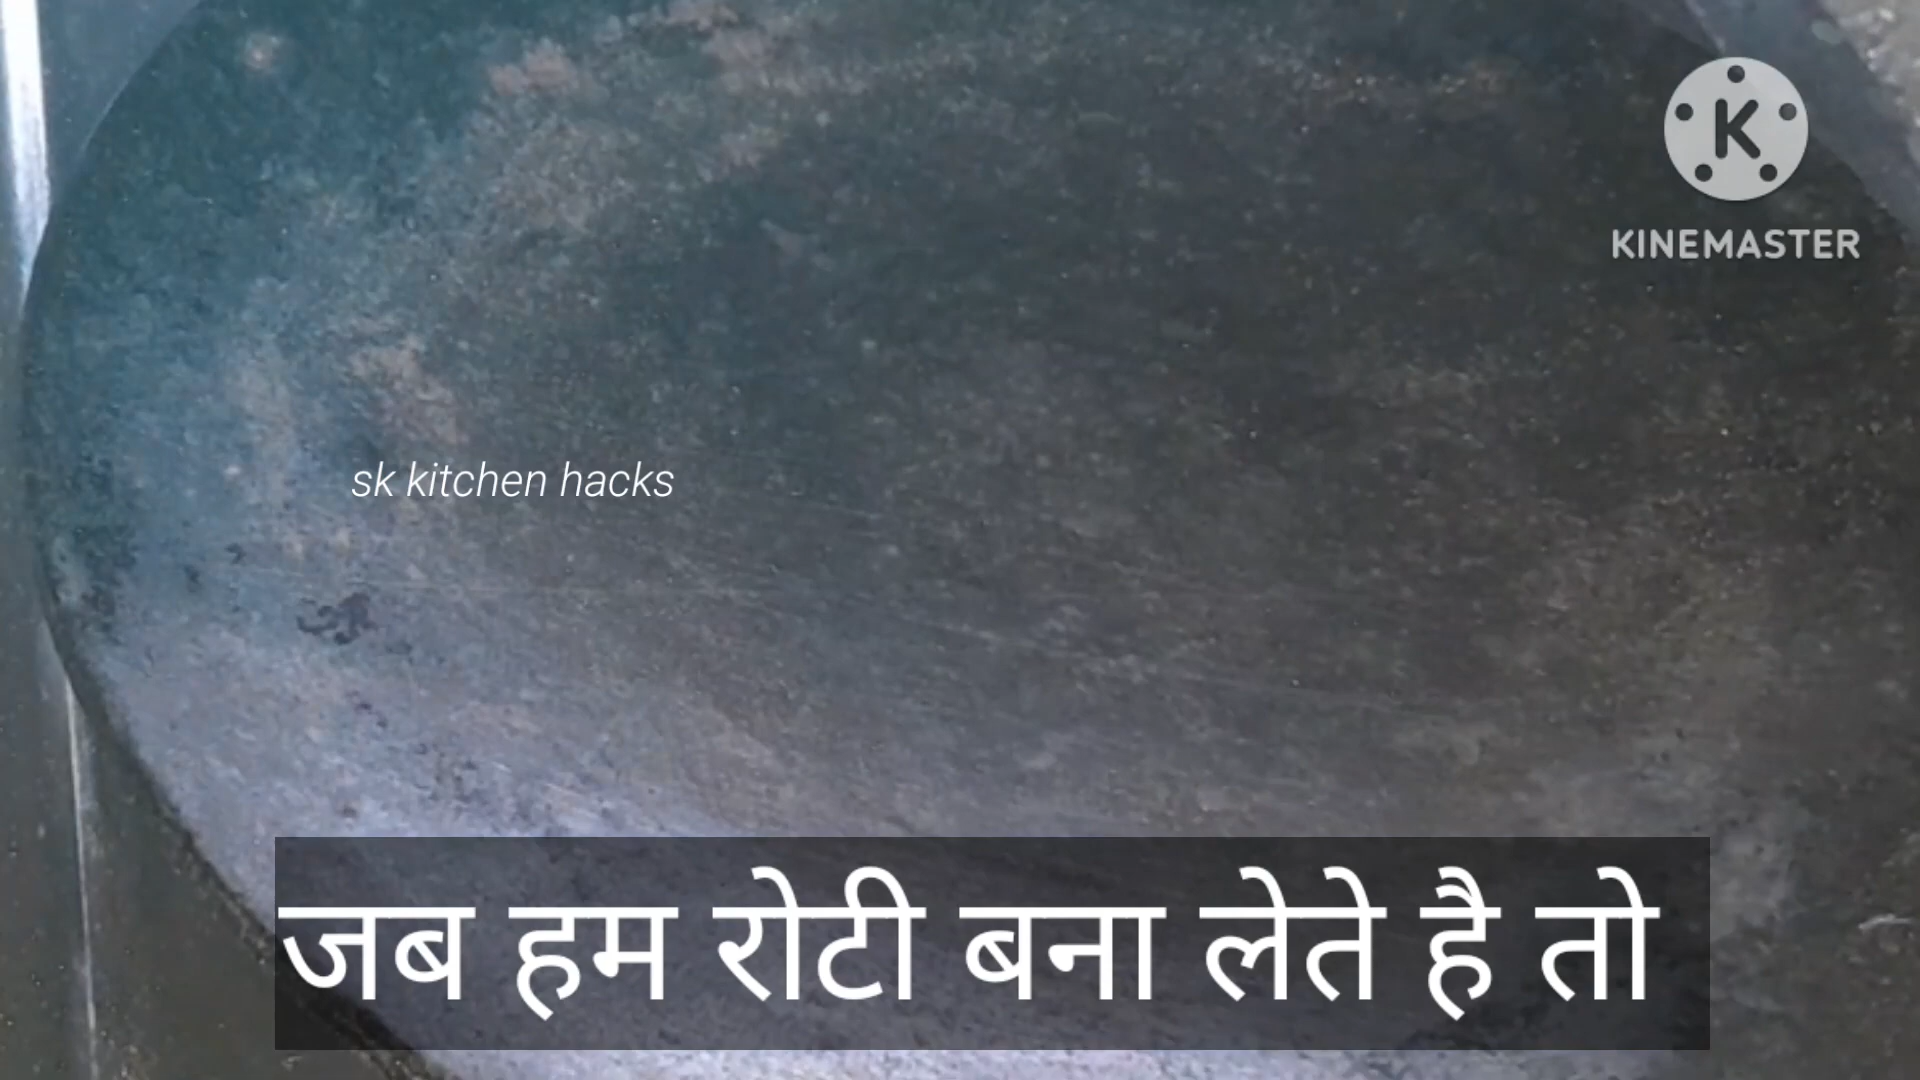 KINEMASTER
sk kitchen hacks
जब हम रोटी बना लेते है तो